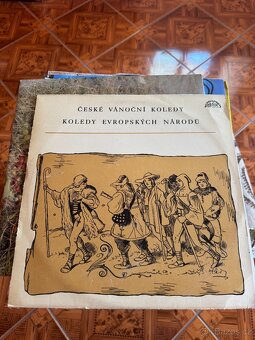 ČESKÉ VÁNOČNÍ KOLEDY
KOLEDY EVROPSKÝCH NÁRODŮ